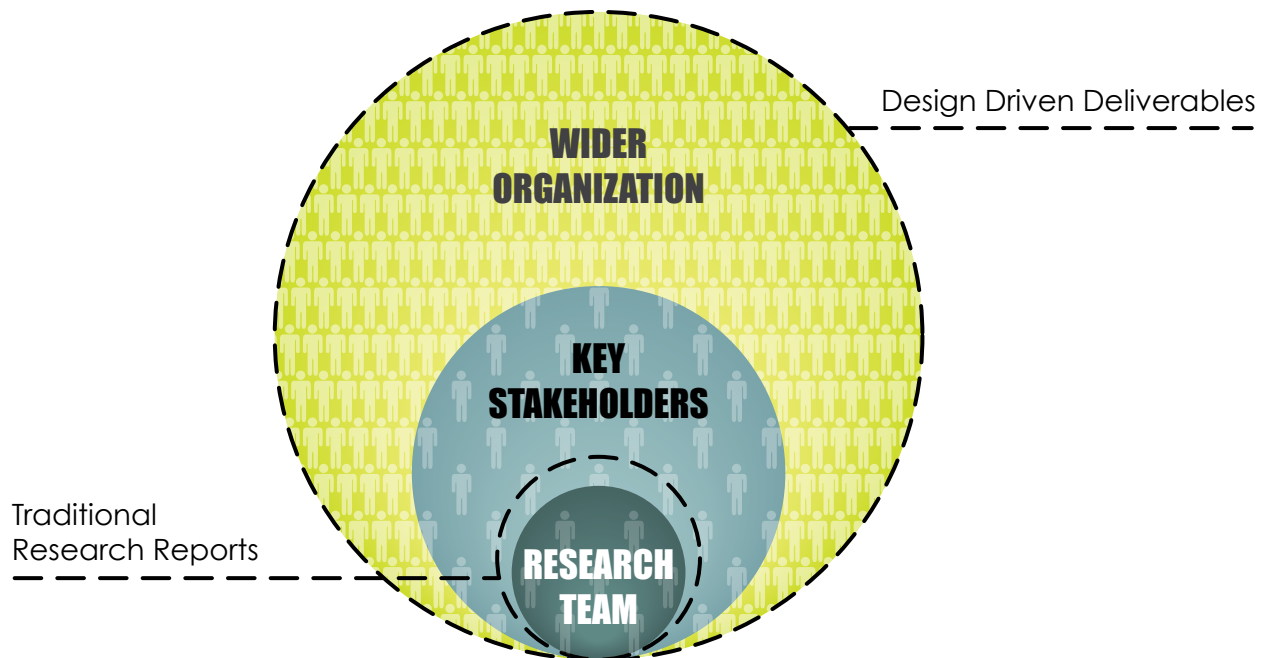 Design Driven Deliverables
WIDER
ORGANIZATION
KEY
STAKEHOLDERS
Traditional
Research Reports
RESEARCH
TEAM